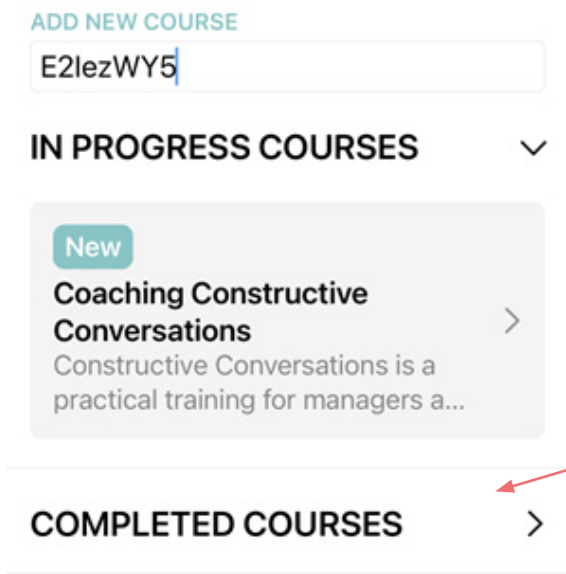 ADD NEW COURSE
E2lezWY5
IN PROGRESS COURSES
New
Coaching Constructive
Conversations
Constructive Conversations is a
practical training for managers a...
COMPLETED COURSES